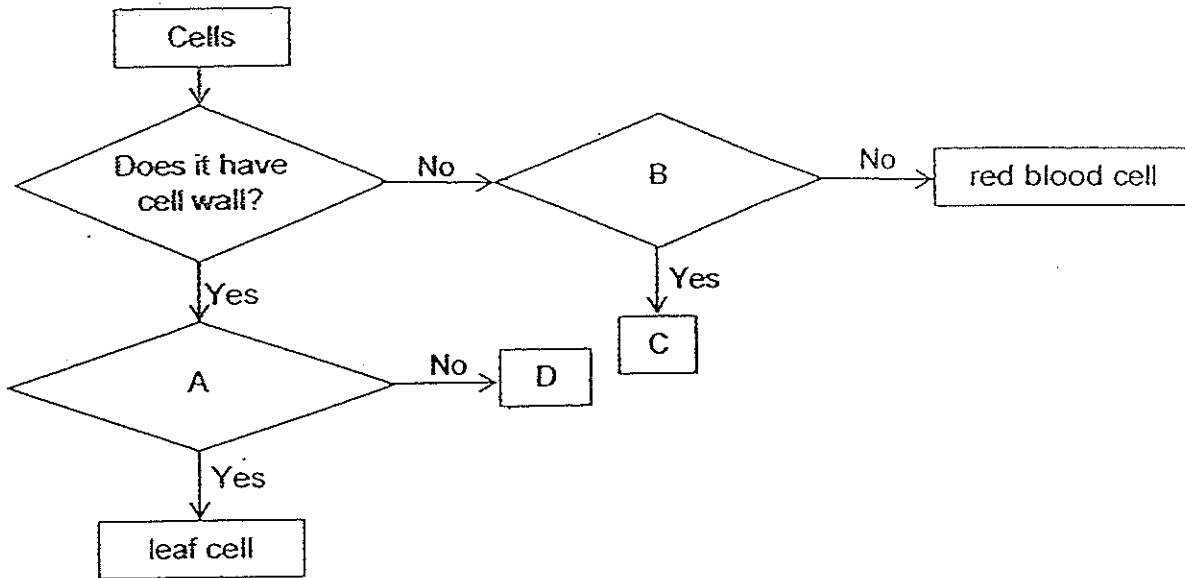 Cells
Does it have
cell wall?
No
B
No
red blood cell
Yes
Yes
C
A
No
D
Yes
leaf cell